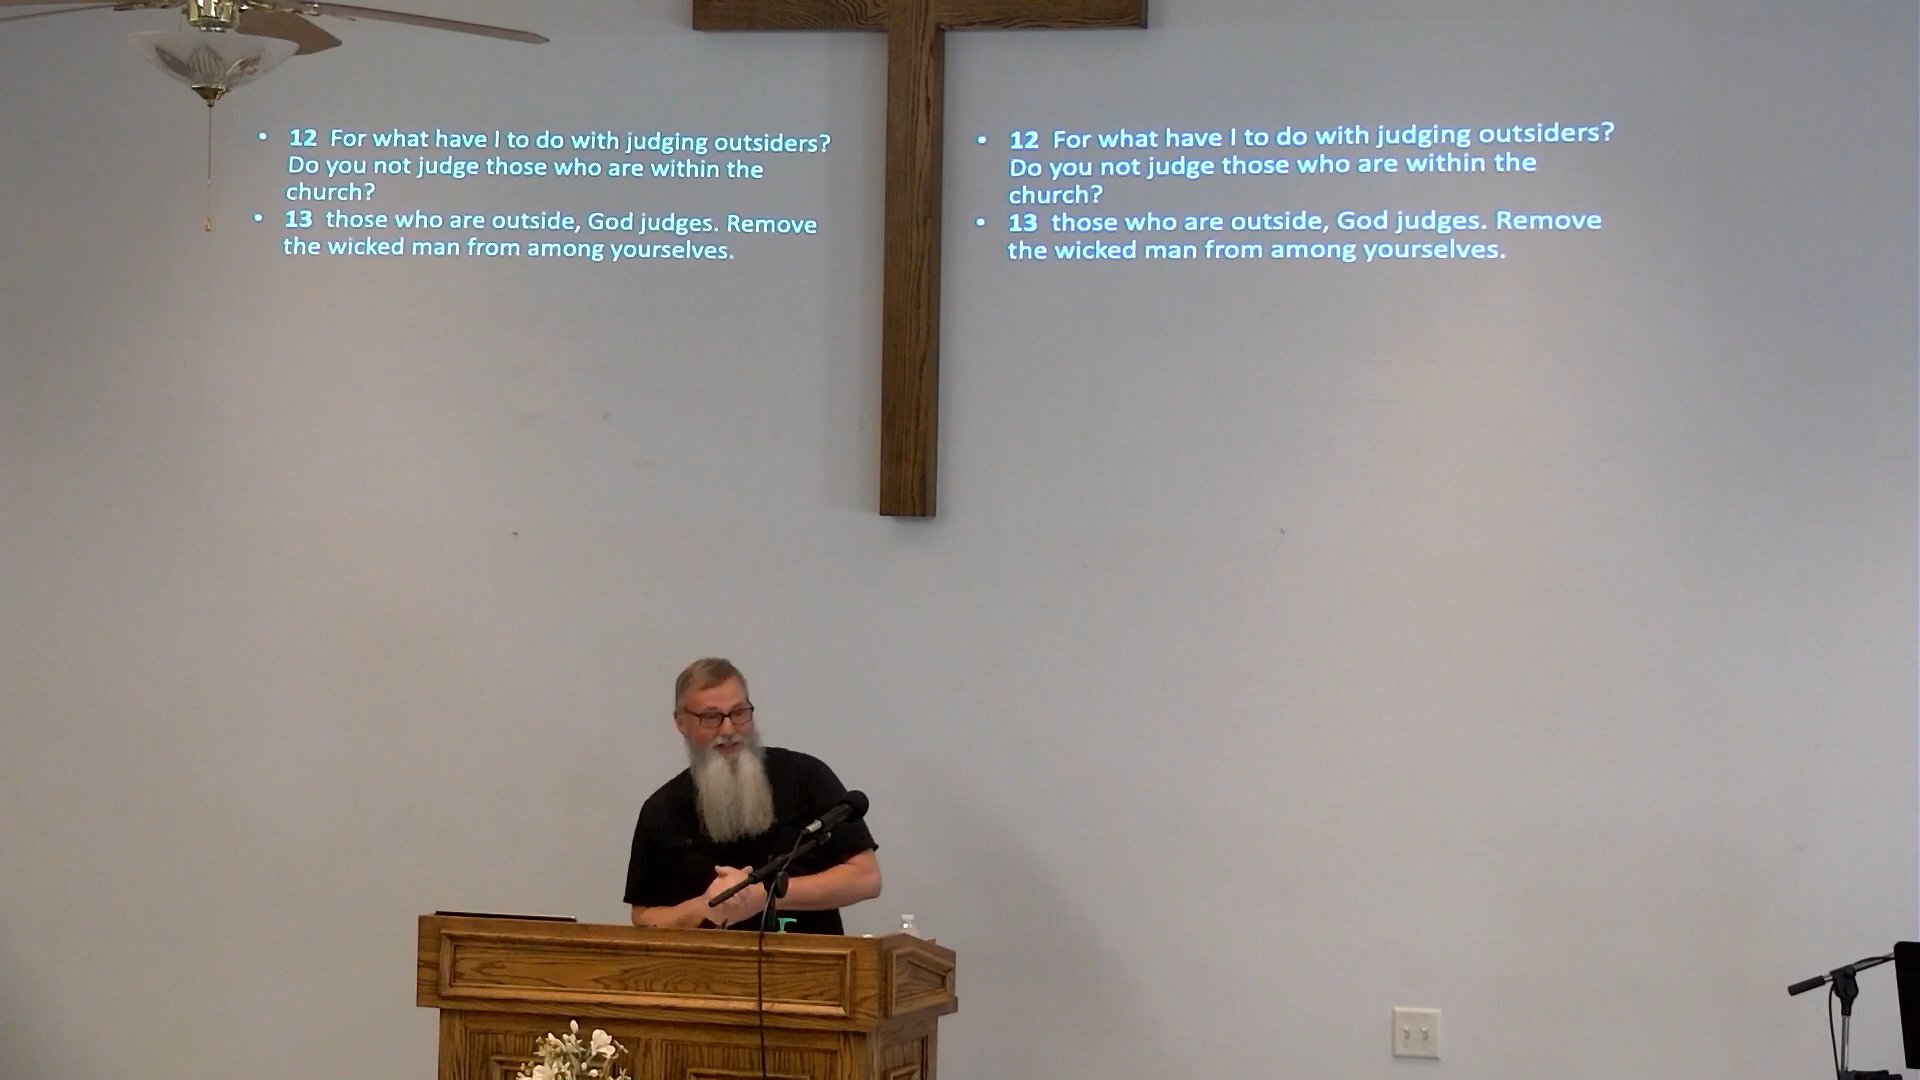 • 12 For what have I to do with judging outsiders?
Do you not judge those who are within the
church?
• 13 those who are outside, God judges. Remove
the wicked man from among yourselves.
• 12 For what have I to do with judging outsiders?
Do you not judge those who are within the
church?
• 13 those who are outside, God judges. Remove
the wicked man from among yourselves.